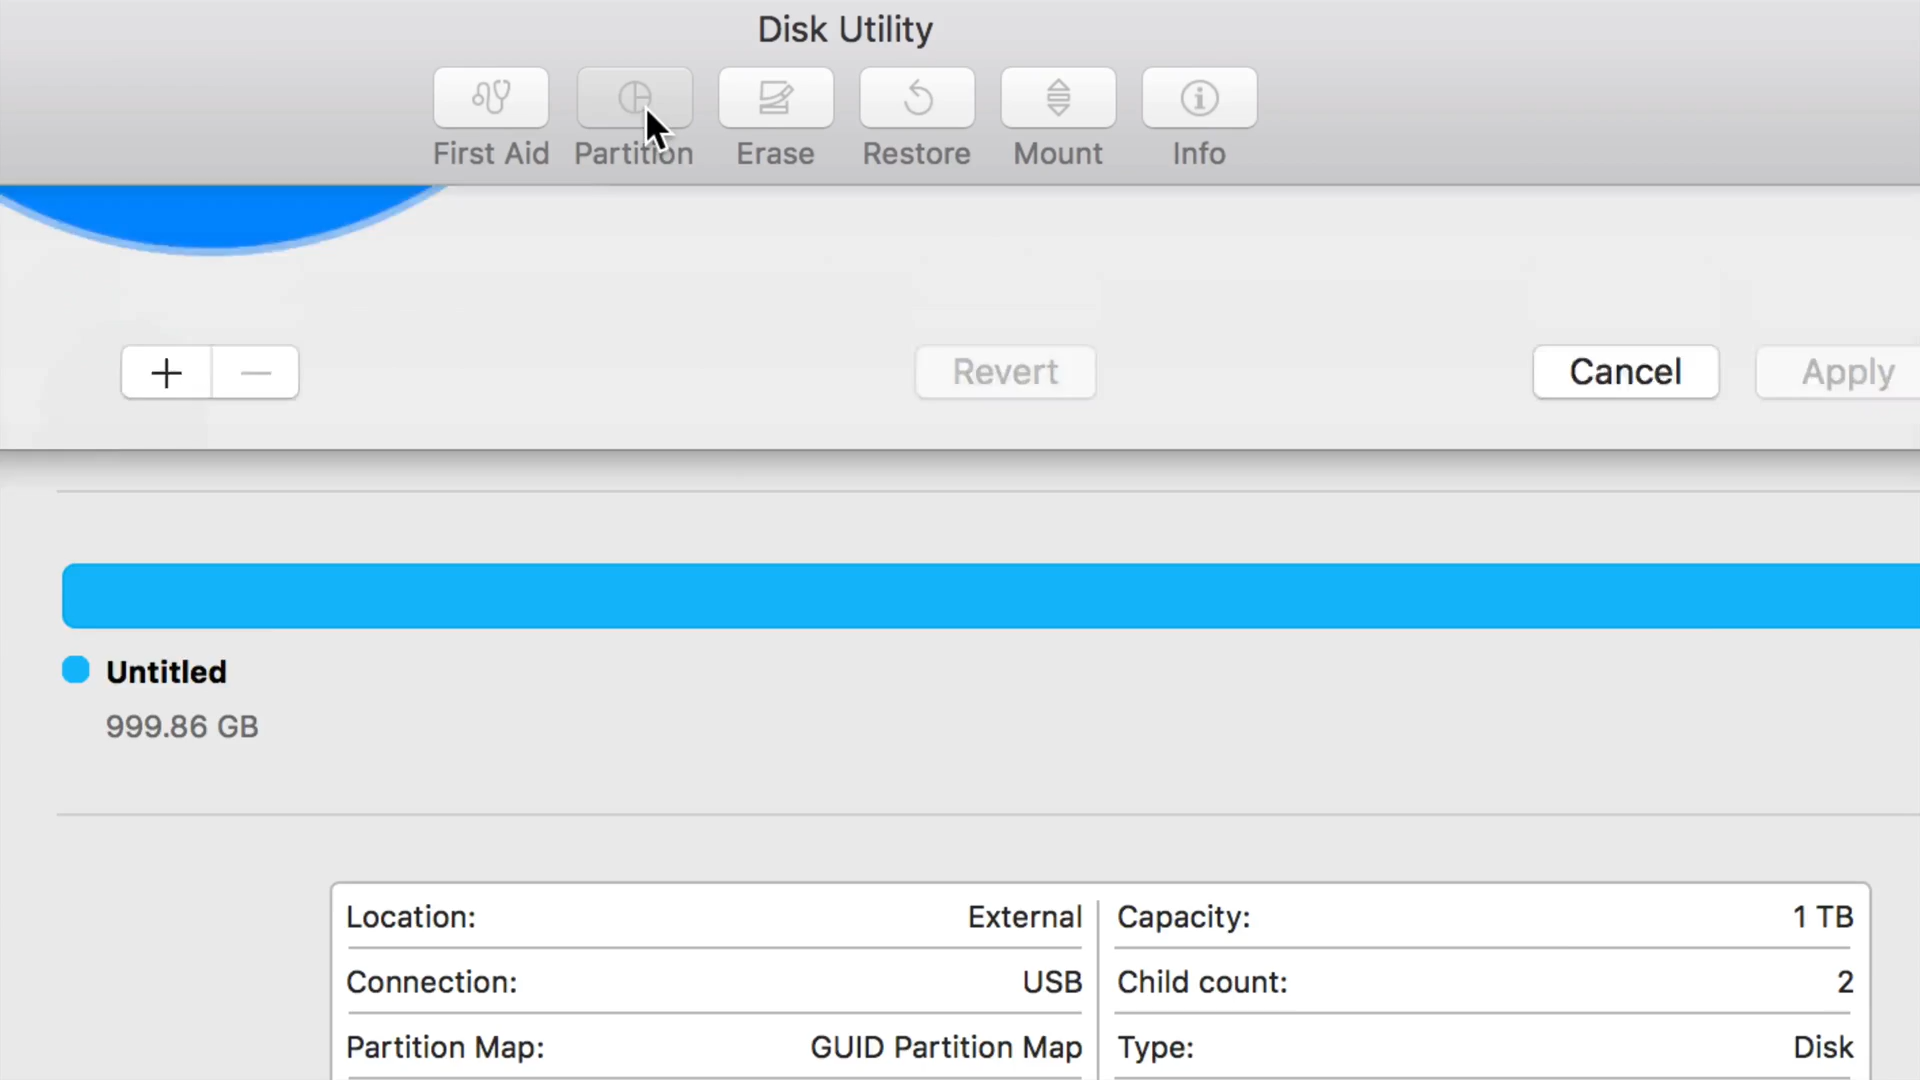 Disk Utility
First Aid Partition Erase Restore Mount Info
Revert Cancel Apply
Untitled
999.86 GB
Location: External Capacity: 1 TB
Connection: USB Child count: 2
Partition Map: GUID Partition Map Type: Disk